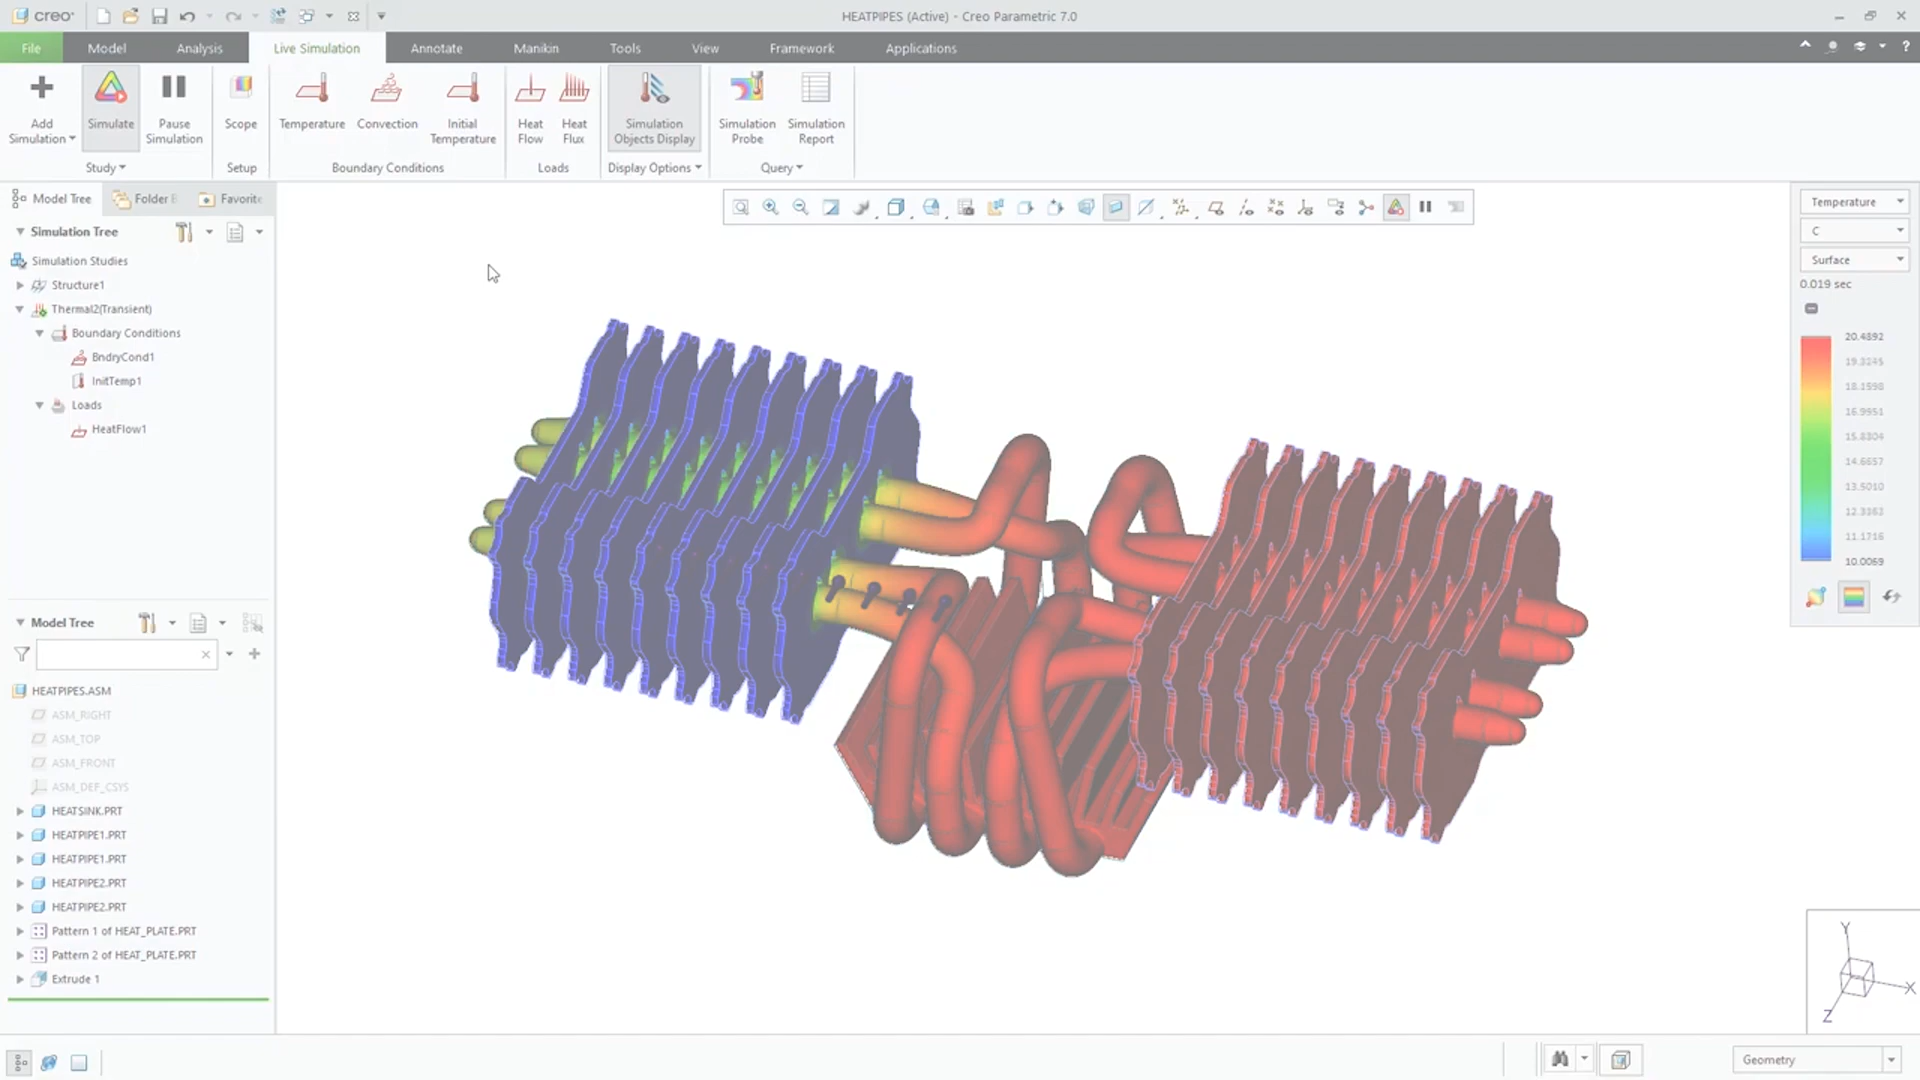 creo
HEATPIPES (Active) - Creo Parametric 7.0
File Model Analysis Live Simulation Annotate Manikin Tools View Framework Applications
Add Simulation
Simulate
Pause Simulation
Scope
Temperature
Convection
Initial Temperature
Heat Flow
Heat Flux
Simulation Objects Display
Simulation Probe
Simulation Report
Study Setup Boundary Conditions Loads Display Options Query
Model Tree Folder Favorite
Simulation Tree
Simulation Studies
Structure1
Thermal2(Transient)
Boundary Conditions
BndryCond1
InitTemp1
Loads
HeatFlow1
Model Tree
HEATPIPES.ASM
ASM_RIGHT
ASM_TOP
ASM_FRONT
ASM_DEF_CSYS
HEATSINK.PRT
HEATPIPE1.PRT
HEATPIPE1.PRT
HEATPIPE2.PRT
HEATPIPE2.PRT
Pattern 1 of HEAT_PLATE.PRT
Pattern 2 of HEAT_PLATE.PRT
Extrude 1
Temperature
C
Surface
0.019 sec
20.4892
19.3245
18.1598
16.9951
15.8304
14.6657
13.5010
12.3363
11.1716
10.0069
Y
X
Z
Geometry